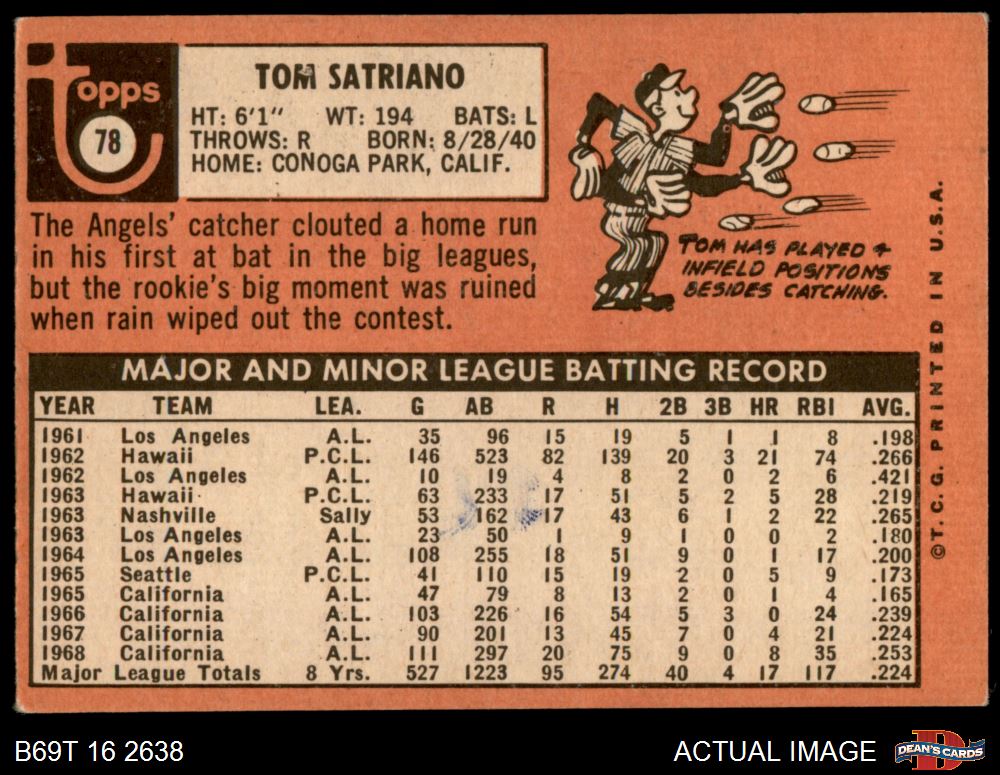 Topps
78
TOM SATRIANO
HT: 6'1" WT: 194 BATS: L
THROWS: R BORN: 8/28/40
HOME: CONOGA PARK, CALIF.
The Angels' catcher clouted a home run
in his first at bat in the big leagues,
but the rookie's big moment was ruined
when rain wiped out the contest.
TOM HAS PLAYED 4
INFIELD POSITIONS
BESIDES CATCHING.
©T.C.G. PRINTED IN U.S.A.
MAJOR AND MINOR LEAGUE BATTING RECORD
YEAR TEAM LEA. G AB R H 2B 3B HR RBI AVG.
1961 Los Angeles A.L. 35 96 15 19 5 1 1 8 .198
1962 Hawaii P.C.L. 146 523 82 139 20 3 21 74 .266
1962 Los Angeles A.L. 10 19 4 8 2 0 2 6 .421
1963 Hawaii P.C.L. 63 233 17 51 5 2 5 28 .219
1963 Nashville Sally 53 162 17 43 6 1 2 22 .265
1963 Los Angeles A.L. 23 50 1 9 1 0 0 2 .180
1964 Los Angeles A.L. 108 255 18 51 9 0 1 17 .200
1965 Seattle P.C.L. 41 110 15 19 2 0 5 9 .173
1965 California A.L. 47 79 8 13 2 0 1 4 .165
1966 California A.L. 103 226 16 54 5 3 0 24 .239
1967 California A.L. 90 201 13 45 7 0 4 21 .224
1968 California A.L. 111 297 20 75 9 0 8 35 .253
Major League Totals 8 Yrs. 527 1223 95 274 40 4 17 117 .224
B69T 16 2638
ACTUAL IMAGE
DEAN'S CARDS